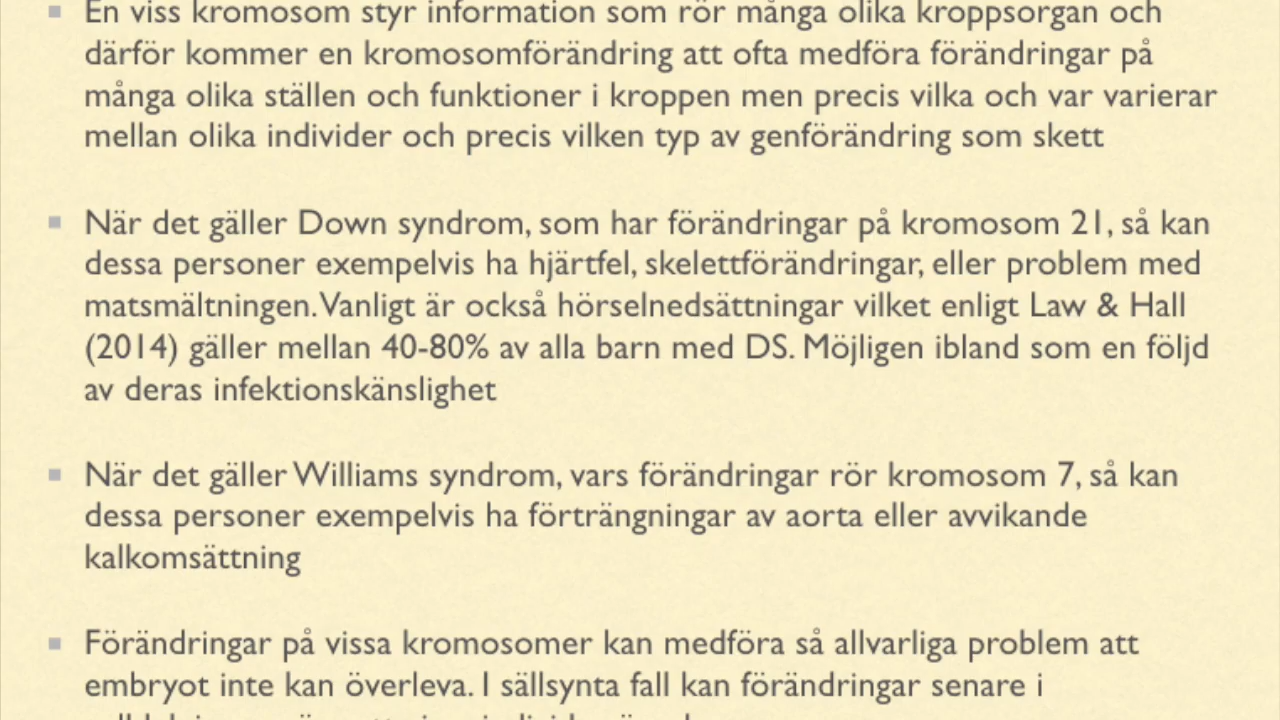 En viss kromosom styr information som rör många olika kroppsorgan och
därför kommer en kromosomförändring att ofta medföra förändringar på
många olika ställen och funktioner i kroppen men precis vilka och var varierar
mellan olika individer och precis vilken typ av genförändring som skett
När det gäller Down syndrom, som har förändringar på kromosom 21, så kan
dessa personer exempelvis ha hjärtfel, skelettförändringar, eller problem med
matsmältningen. Vanligt är också hörselnedsättningar vilket enligt Law & Hall
(2014) gäller mellan 40-80% av alla barn med DS. Möjligen ibland som en följd
av deras infektionskänslighet
När det gäller Williams syndrom, vars förändringar rör kromosom 7, så kan
dessa personer exempelvis ha förträngningar av aorta eller avvikande
kalkomsättning
Förändringar på vissa kromosomer kan medföra så allvarliga problem att
embryot inte kan överleva. I sällsynta fall kan förändringar senare i